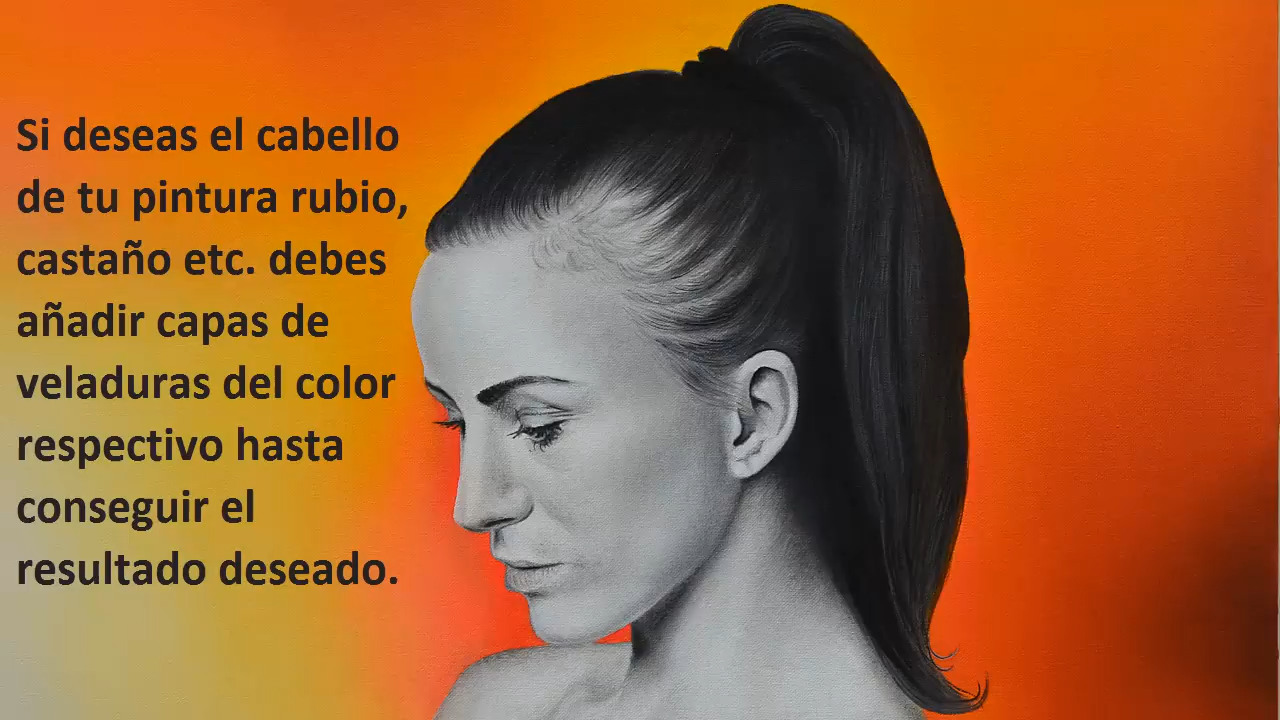 Si deseas el cabello
de tu pintura rubio,
castaño etc. debes
añadir capas de
veladuras del color
respectivo hasta
conseguir el
resultado deseado.